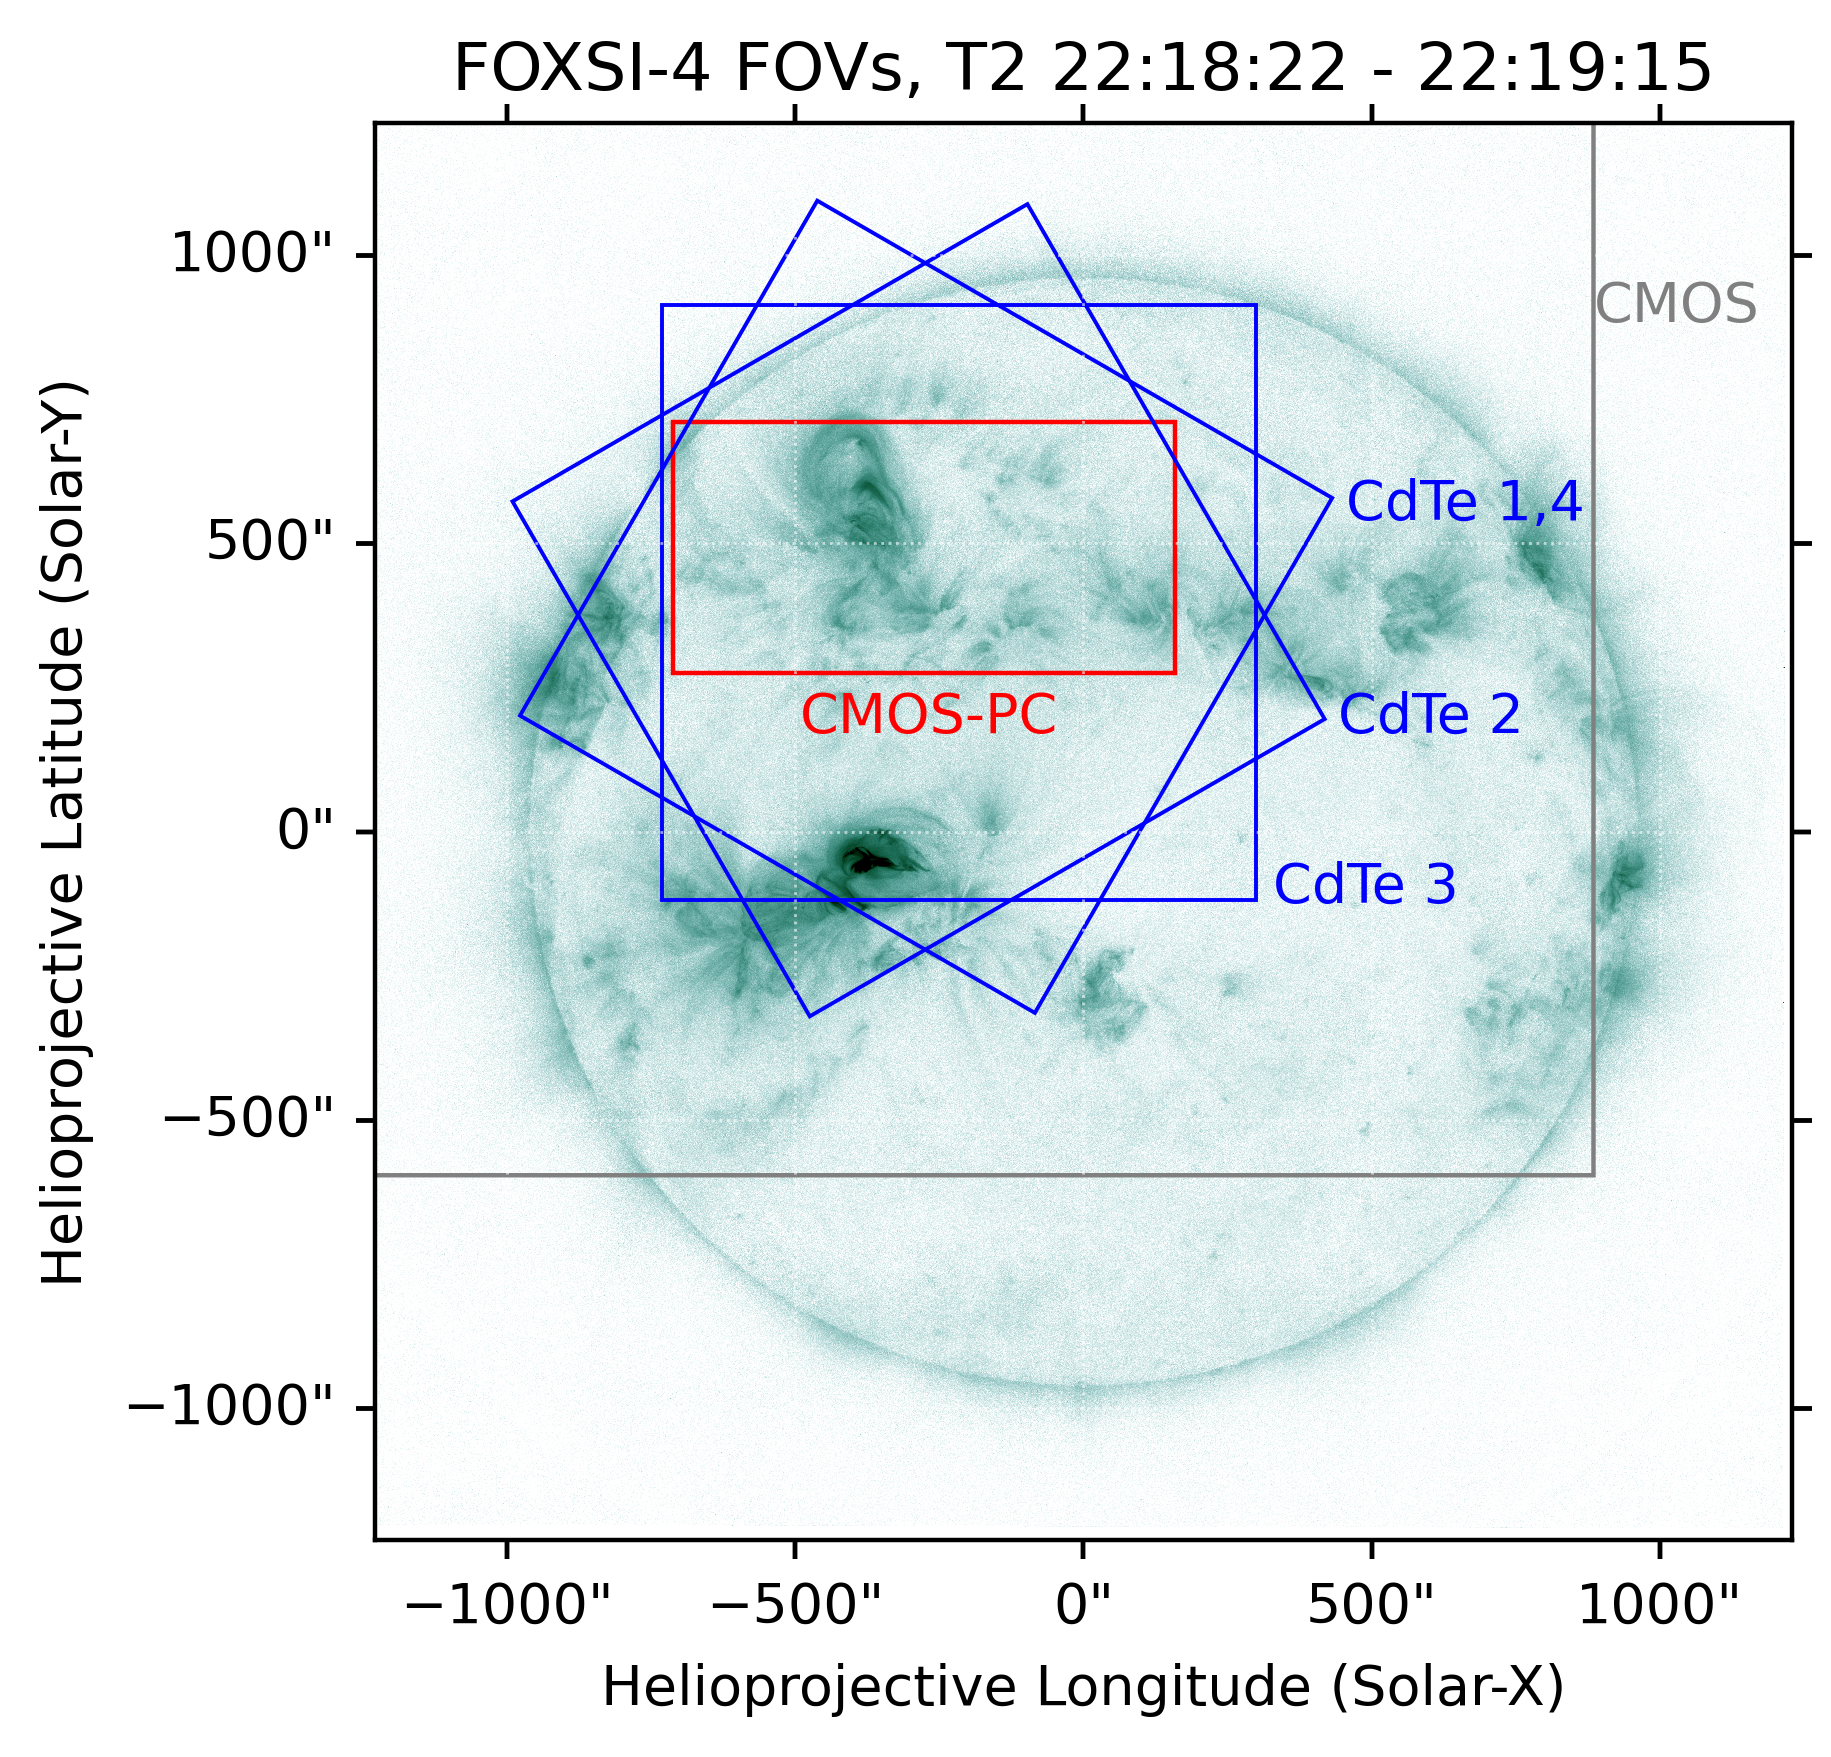 FOXSI-4 FOVs, T2 22:18:22 - 22:19:15
Helioprojective Latitude (Solar-Y)
1000"
500"
0"
−500"
−1000"
CMOS
CdTe 1,4
CMOS-PC
CdTe 2
CdTe 3
−1000"
−500"
0"
500"
1000"
Helioprojective Longitude (Solar-X)